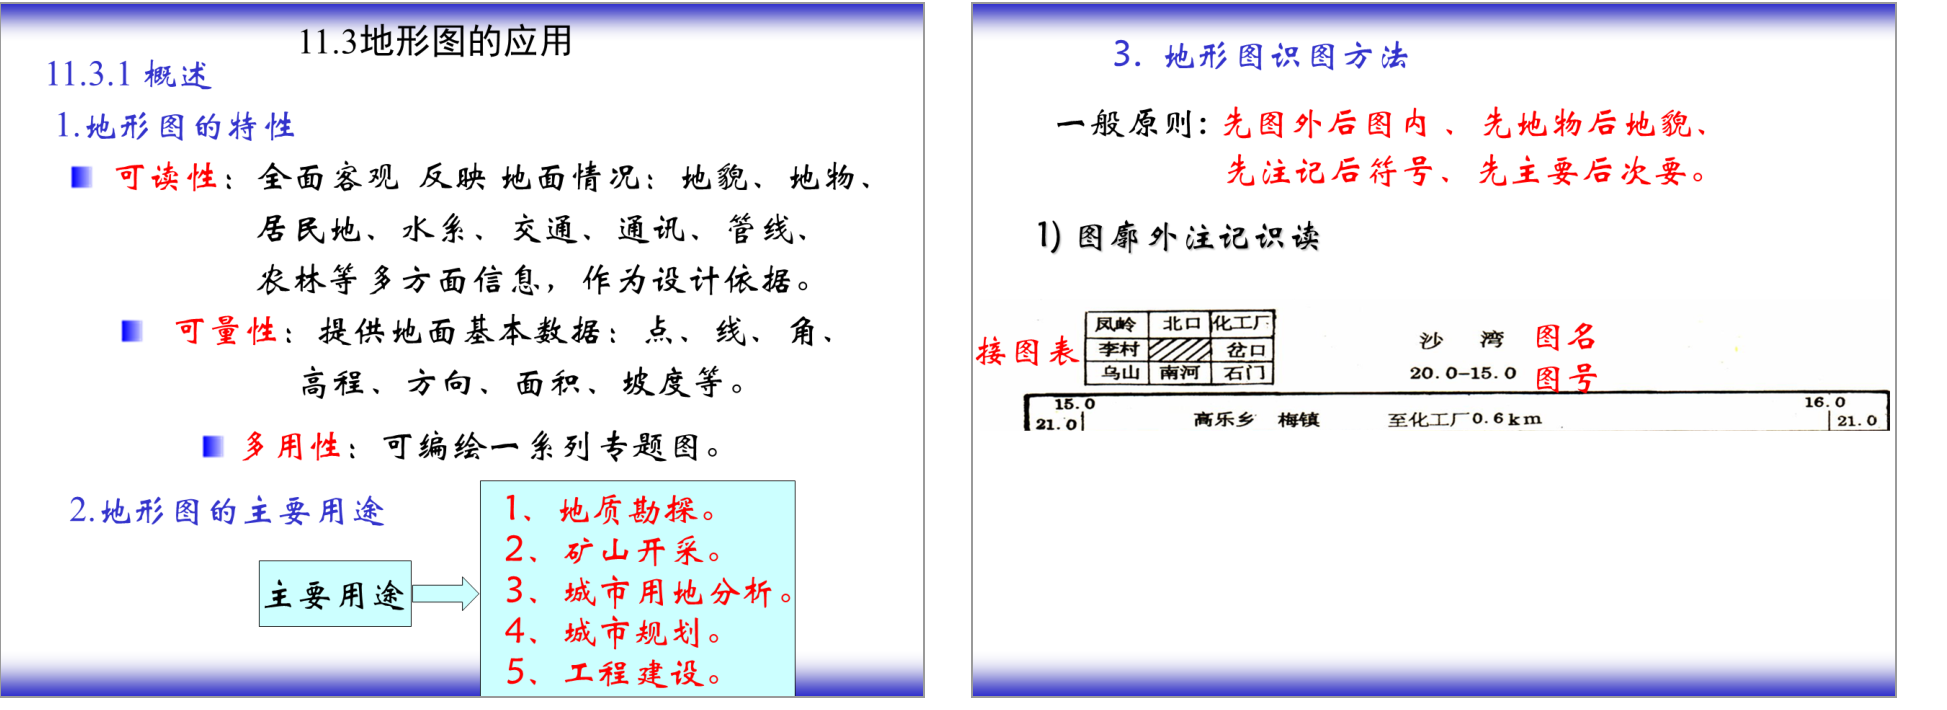 11.3地形图的应用
11.3.1 概述
1.地形图的特性
可读性：全面客观 反映 地面情况：地貌、地物、
居民地、水系、交通、通讯、管线、
农林等多方面信息，作为设计依据。
可量性：提供地面基本数据：点、线、角、
高程、方向、面积、坡度等。
多用性：可编绘一系列专题图。
2.地形图的主要用途
主要用途
1、地质勘探。
2、矿山开采。
3、城市用地分析。
4、城市规划。
5、工程建设。
3. 地形图识图方法
一般原则：先图外后图内 、先地物后地貌、
先注记后符号、先主要后次要。
1) 图廓外注记识读
接图表
凤岭 北口 化工厂
李村 岔口
乌山 南河 石门
沙 湾 图名
20.0-15.0 图号
15.0 16.0
21.0 高乐乡 梅镇 至化工厂0.6km 21.0